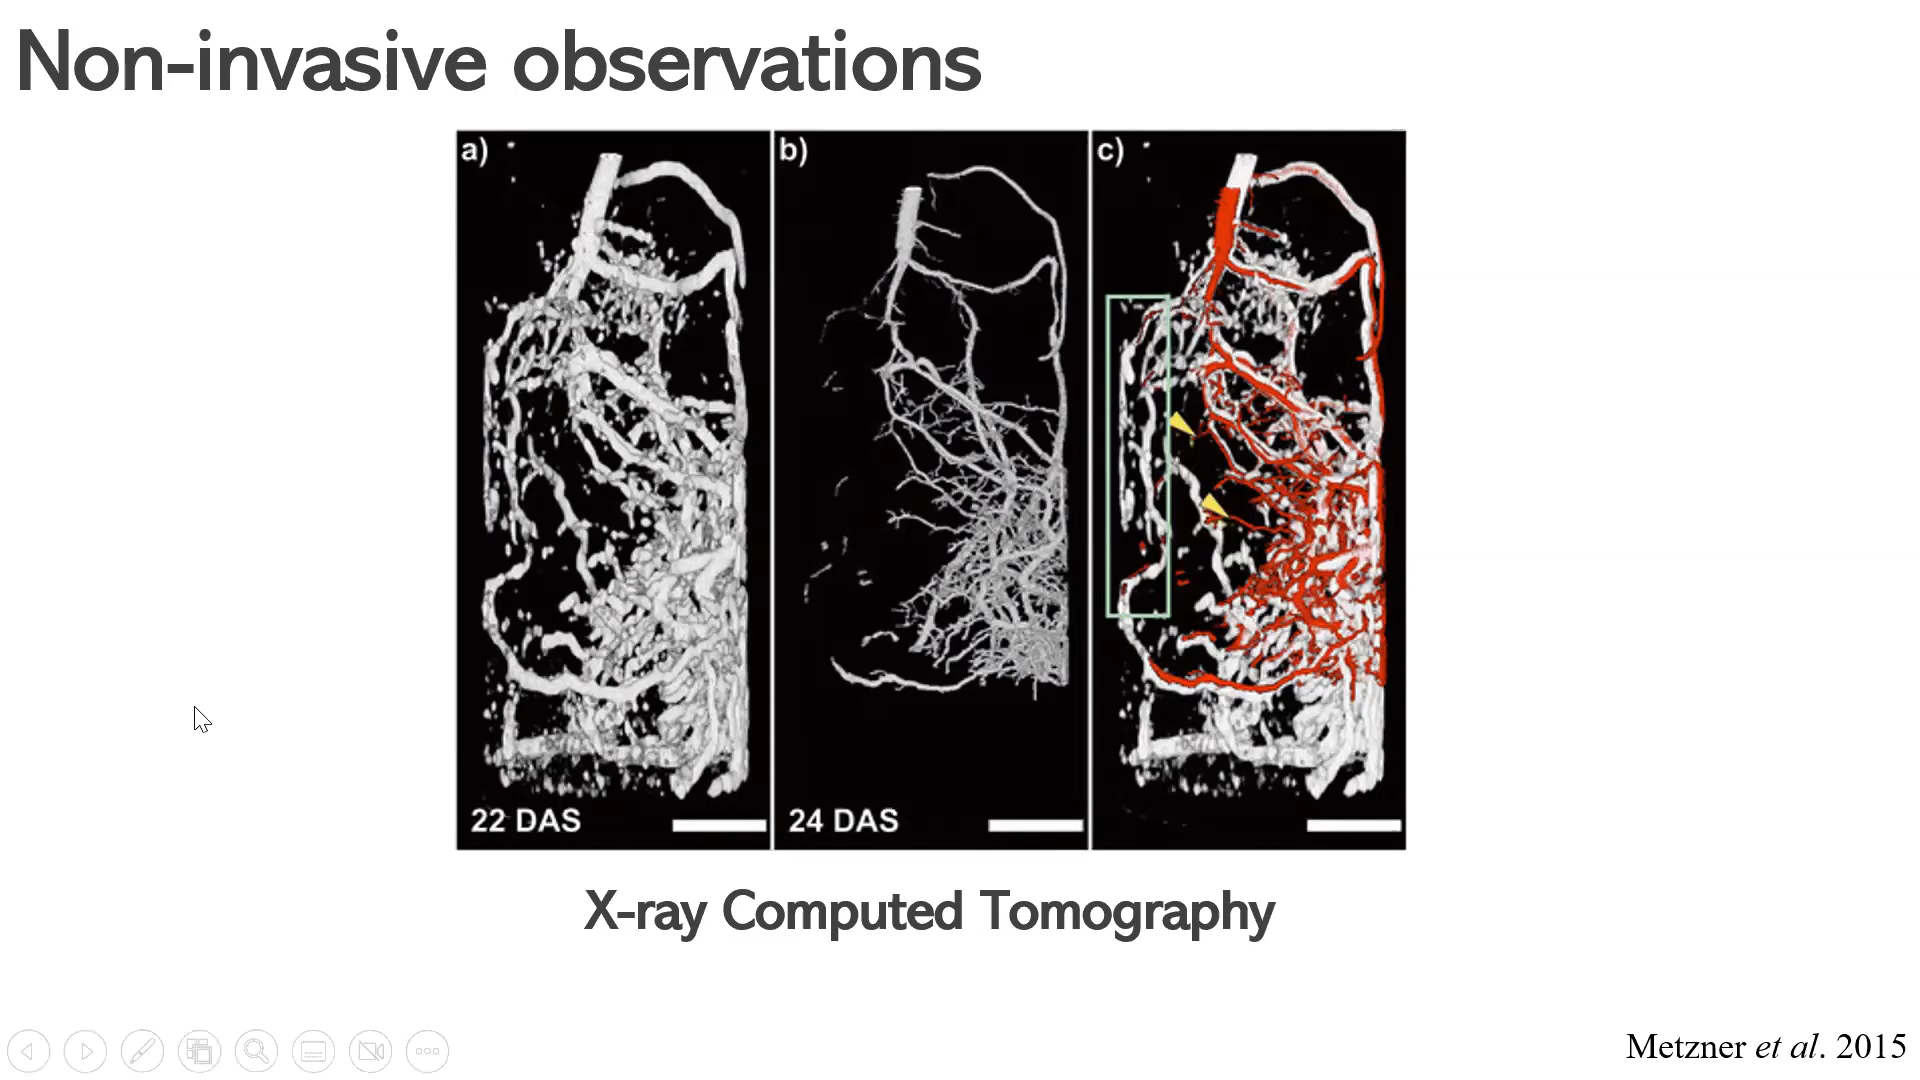 Non-invasive observations
a)
b)
c)
22 DAS
24 DAS
X-ray Computed Tomography
Metzner et al. 2015